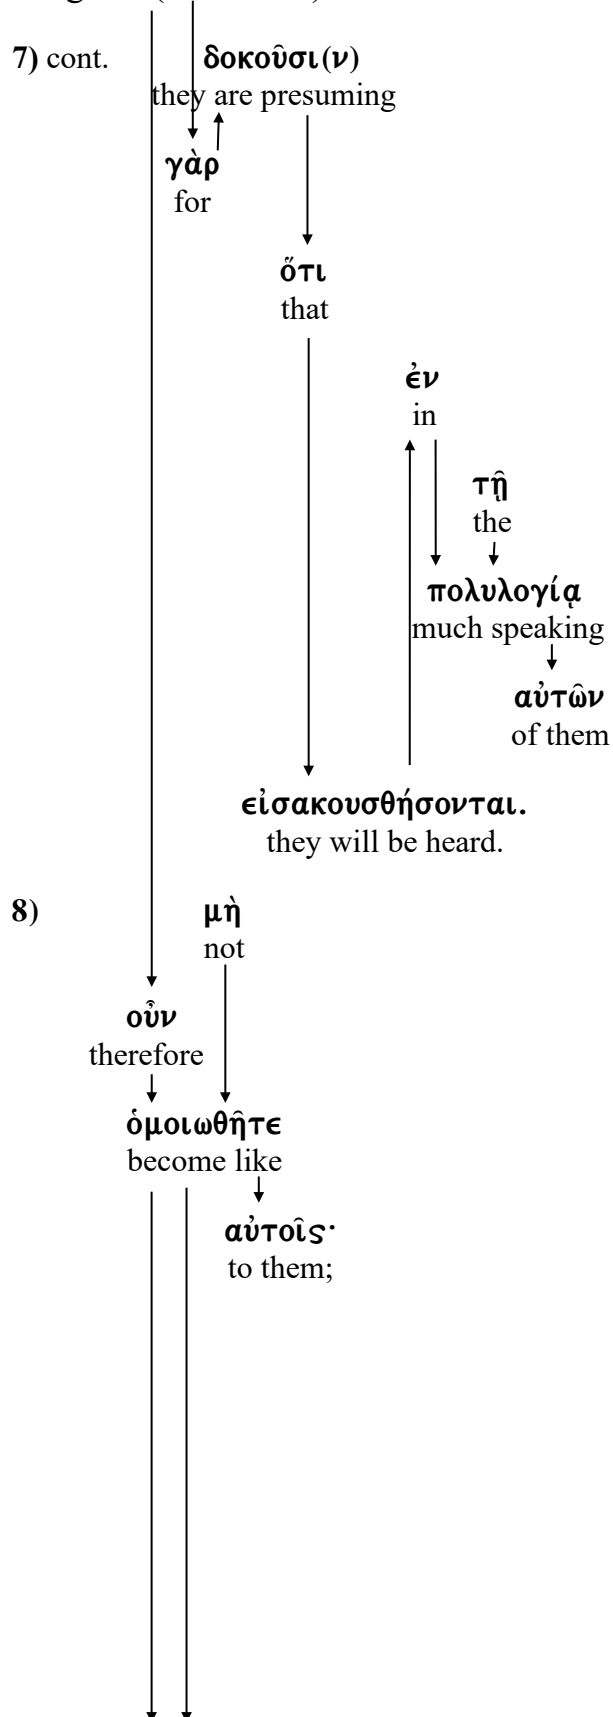 7) cont. δοκοῦσι(ν)
they are presuming
γὰρ
for
ὅτι
that
ἐν
in
τῇ
the
πολυλογίᾳ
much speaking
αὐτῶν
of them
εἰσακουσθήσονται.
they will be heard.
8) μὴ
not
οὖν
therefore
ὁμοιωθῆτε
become like
αὐτοῖς·
to them;